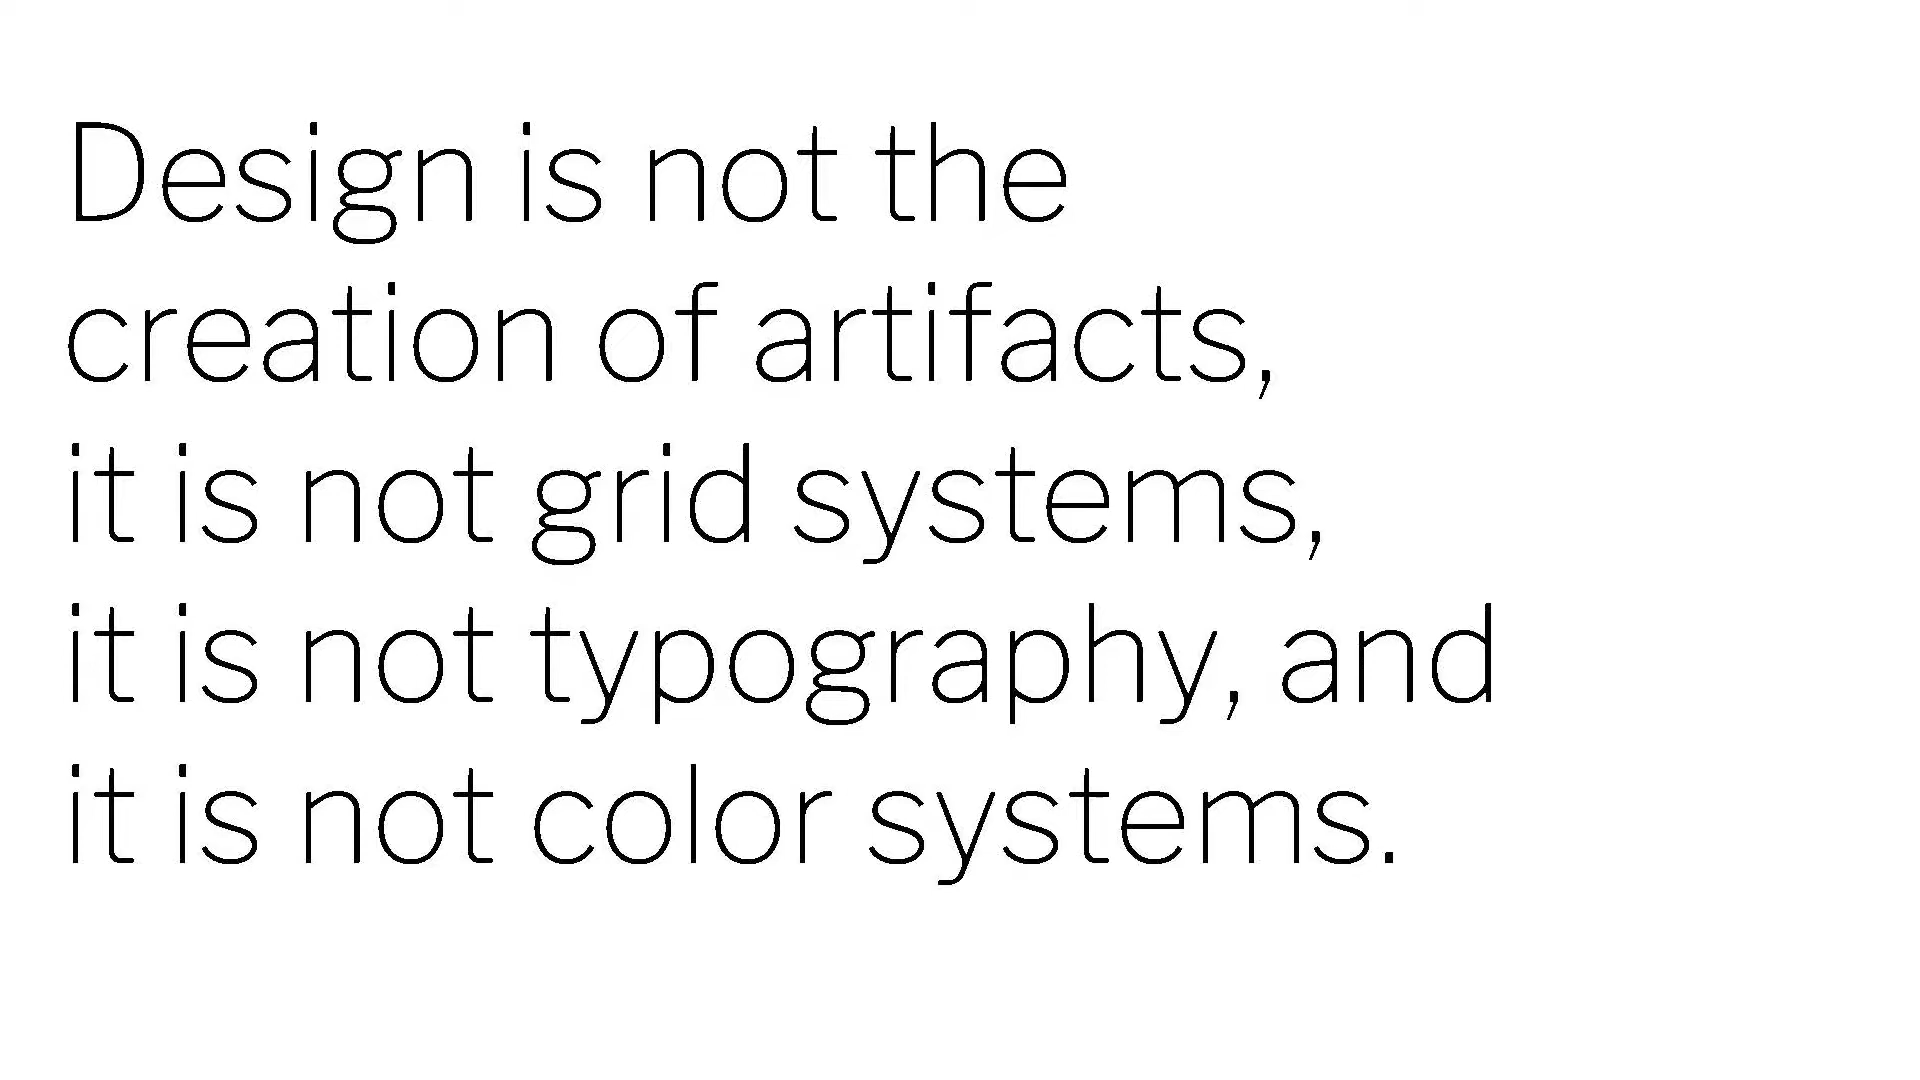 Design is not the
creation of artifacts,
it is not grid systems,
it is not typography, and
it is not color systems.